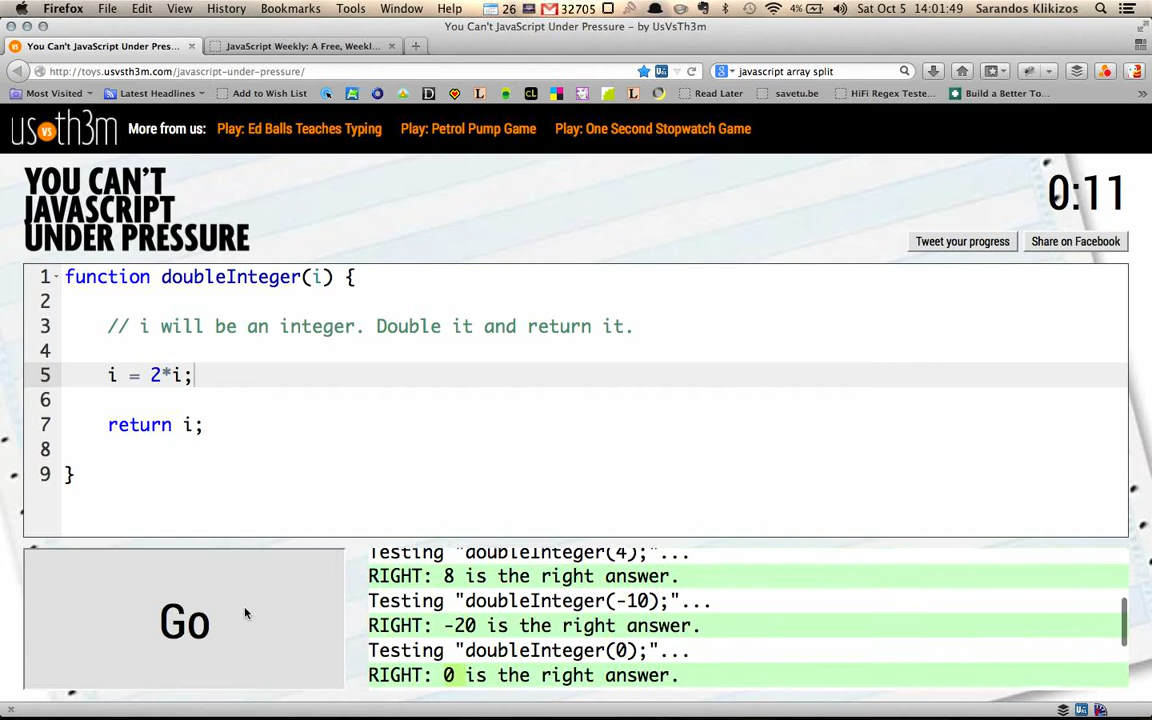 Firefox File Edit View History Bookmarks Tools Window Help 26 32705 4% Sat Oct 5 14:01:49 Sarandos Klikizos
You Can't JavaScript Under Pressure - by UsVsTh3m
You Can't JavaScript Under Pres... JavaScript Weekly: A Free, Weekl...
http://toys.usvsth3m.com/javascript-under-pressure/ javascript array split
Most Visited Latest Headlines Add to Wish List Read Later savetu.be HiFi Regex Teste... Build a Better To...
us vs th3m More from us: Play: Ed Balls Teaches Typing Play: Petrol Pump Game Play: One Second Stopwatch Game
YOU CAN'T
JAVASCRIPT
UNDER PRESSURE
0:11
Tweet your progress Share on Facebook
1 function doubleInteger(i) {
2
3 // i will be an integer. Double it and return it.
4
5 i = 2*i;
6
7 return i;
8
9 }
Go
Testing "doubleInteger(4);"...
RIGHT: 8 is the right answer.
Testing "doubleInteger(-10);"...
RIGHT: -20 is the right answer.
Testing "doubleInteger(0);"...
RIGHT: 0 is the right answer.